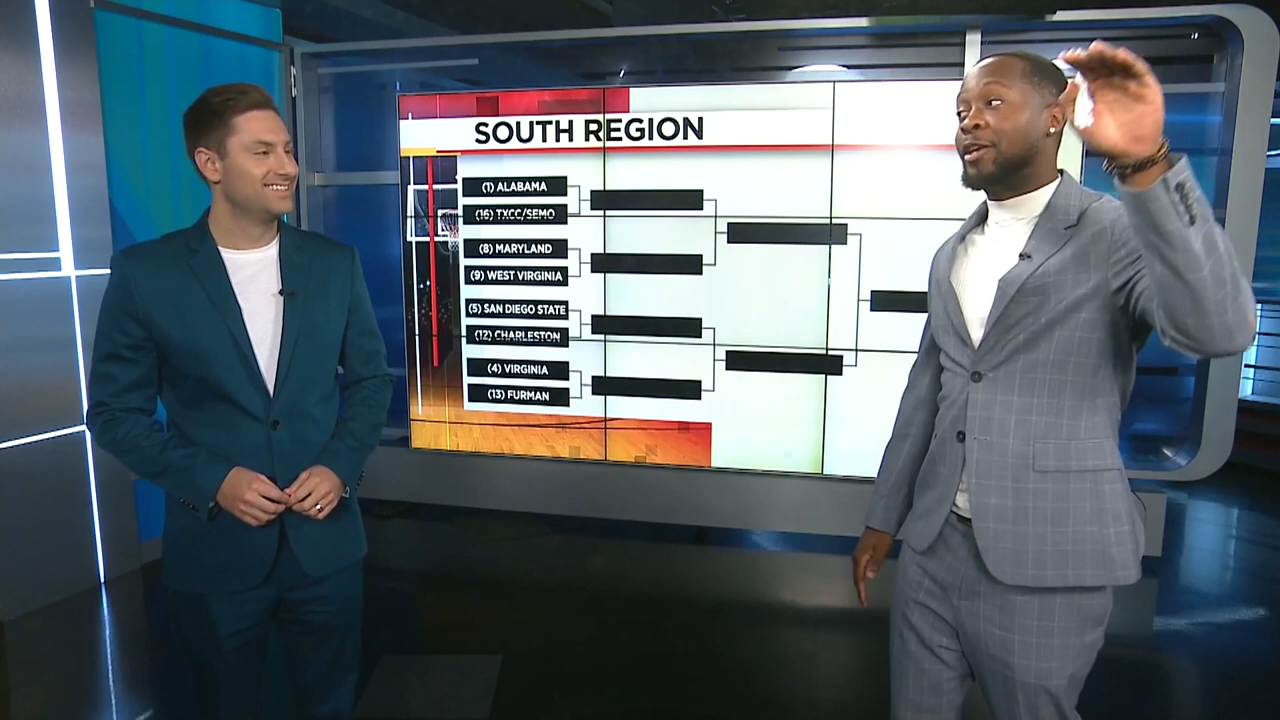 SOUTH REGION
(1) ALABAMA
(16) TXCC/SEMO
(8) MARYLAND
(9) WEST VIRGINIA
(5) SAN DIEGO STATE
(12) CHARLESTON
(4) VIRGINIA
(13) FURMAN